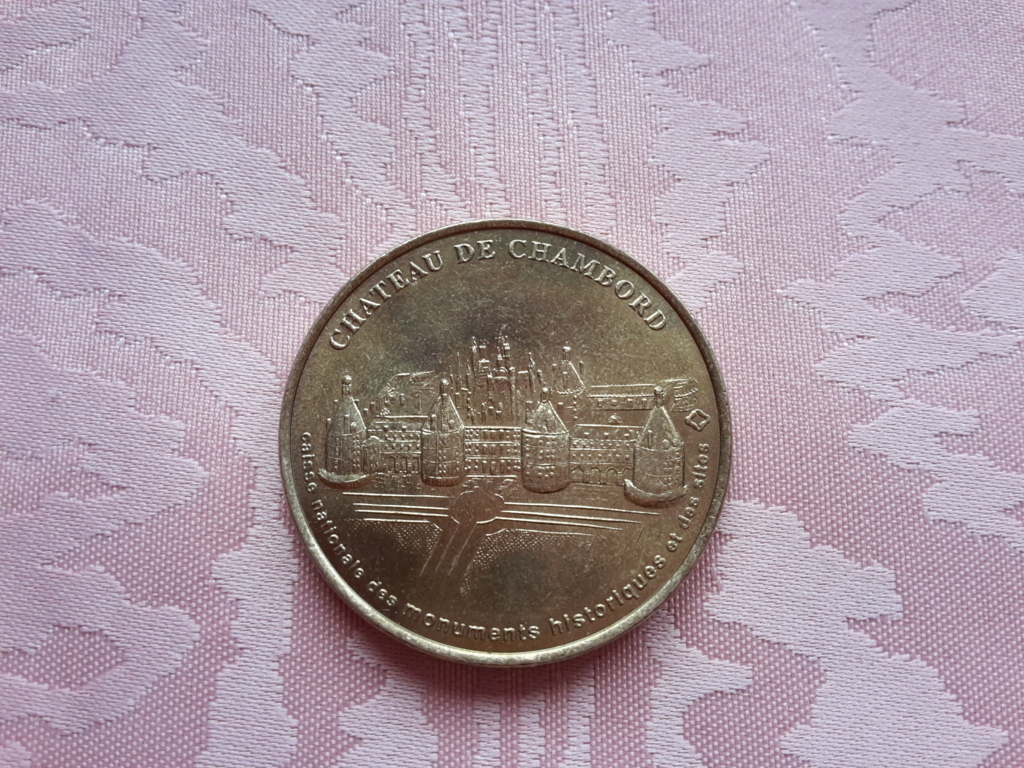 CHATEAU DE CHAMBORD
caisse nationale des monuments historiques et des sites